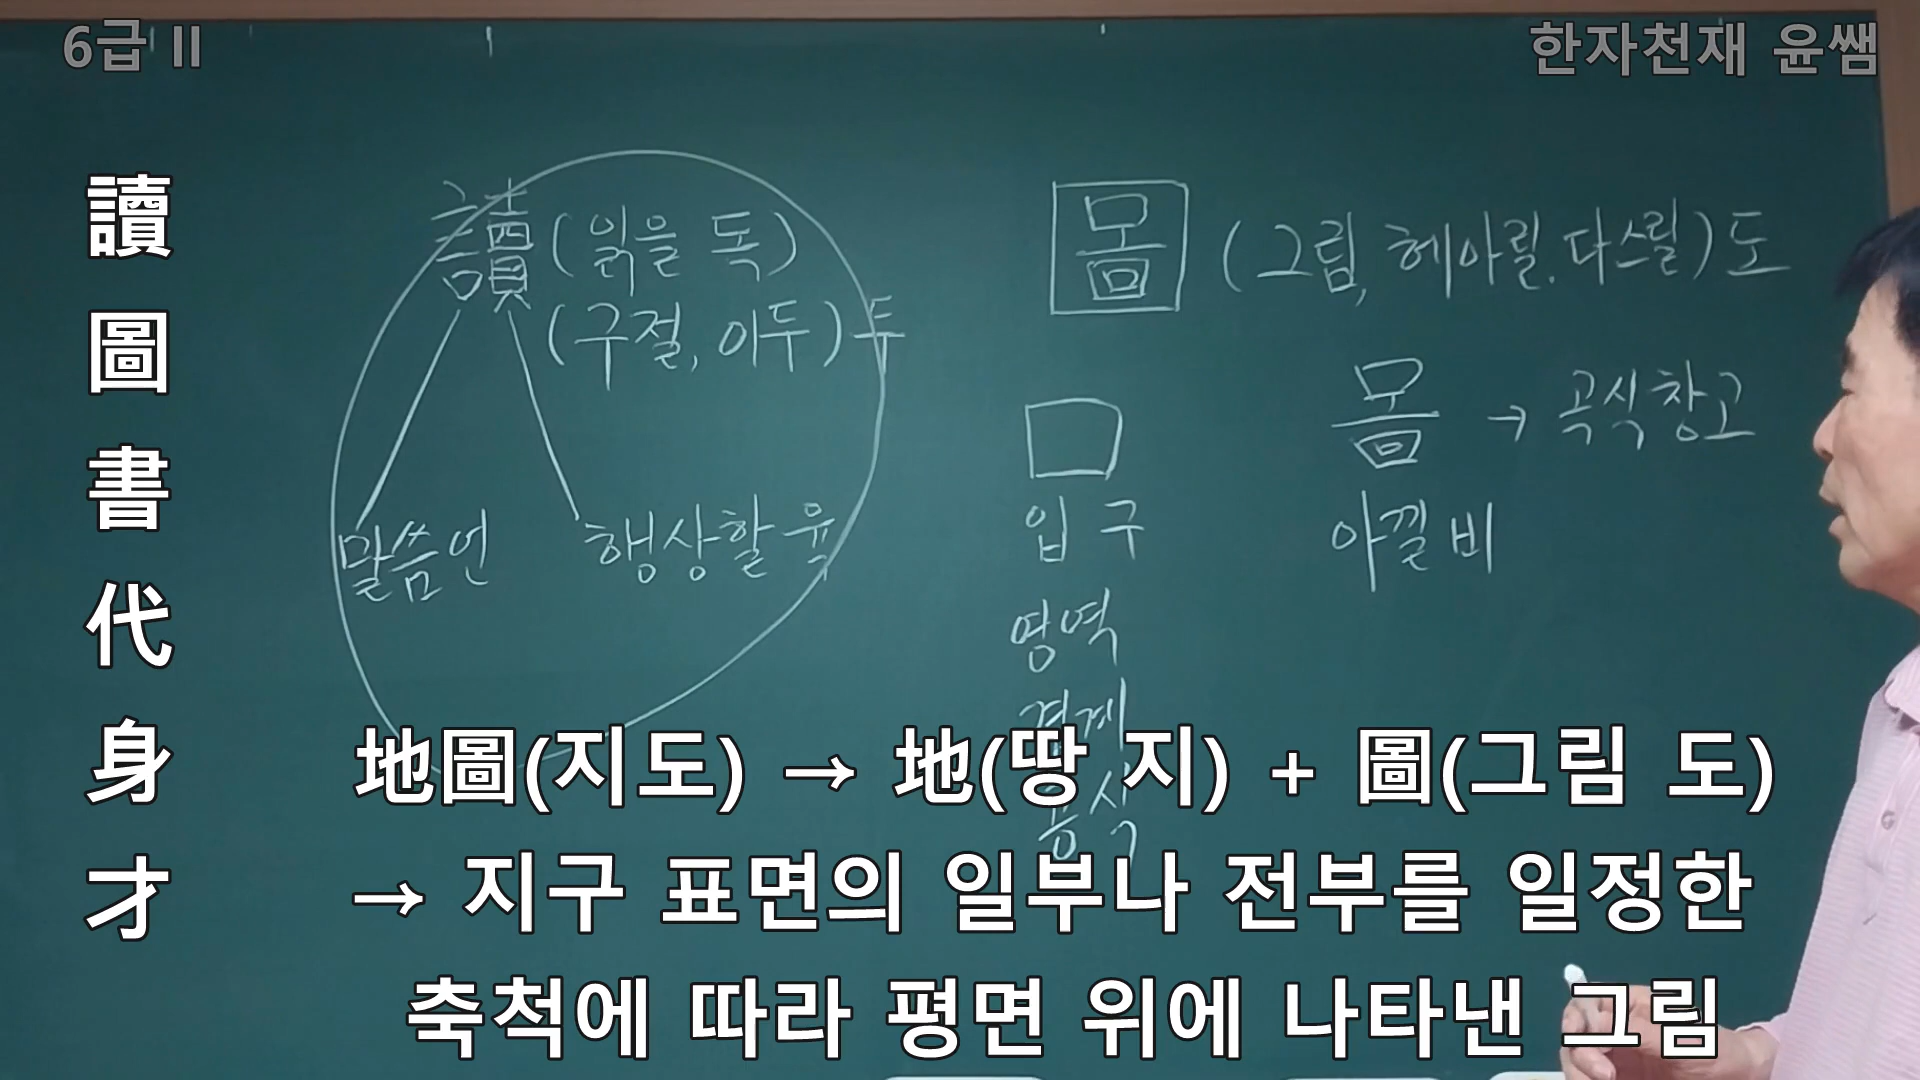 6급 II
한자천재 윤쌤
讀
圖
書
代
身
才
讀 (읽을 독)
(구절, 이두) 두
말씀 언
행상할 육
圖 (그림, 헤아릴. 다스릴) 도
囗
입구
영역
경계
음식
啚 → 곡식창고
아낄 비
地圖(지도) → 地(땅 지) + 圖(그림 도)
→ 지구 표면의 일부나 전부를 일정한
축척에 따라 평면 위에 나타낸 그림